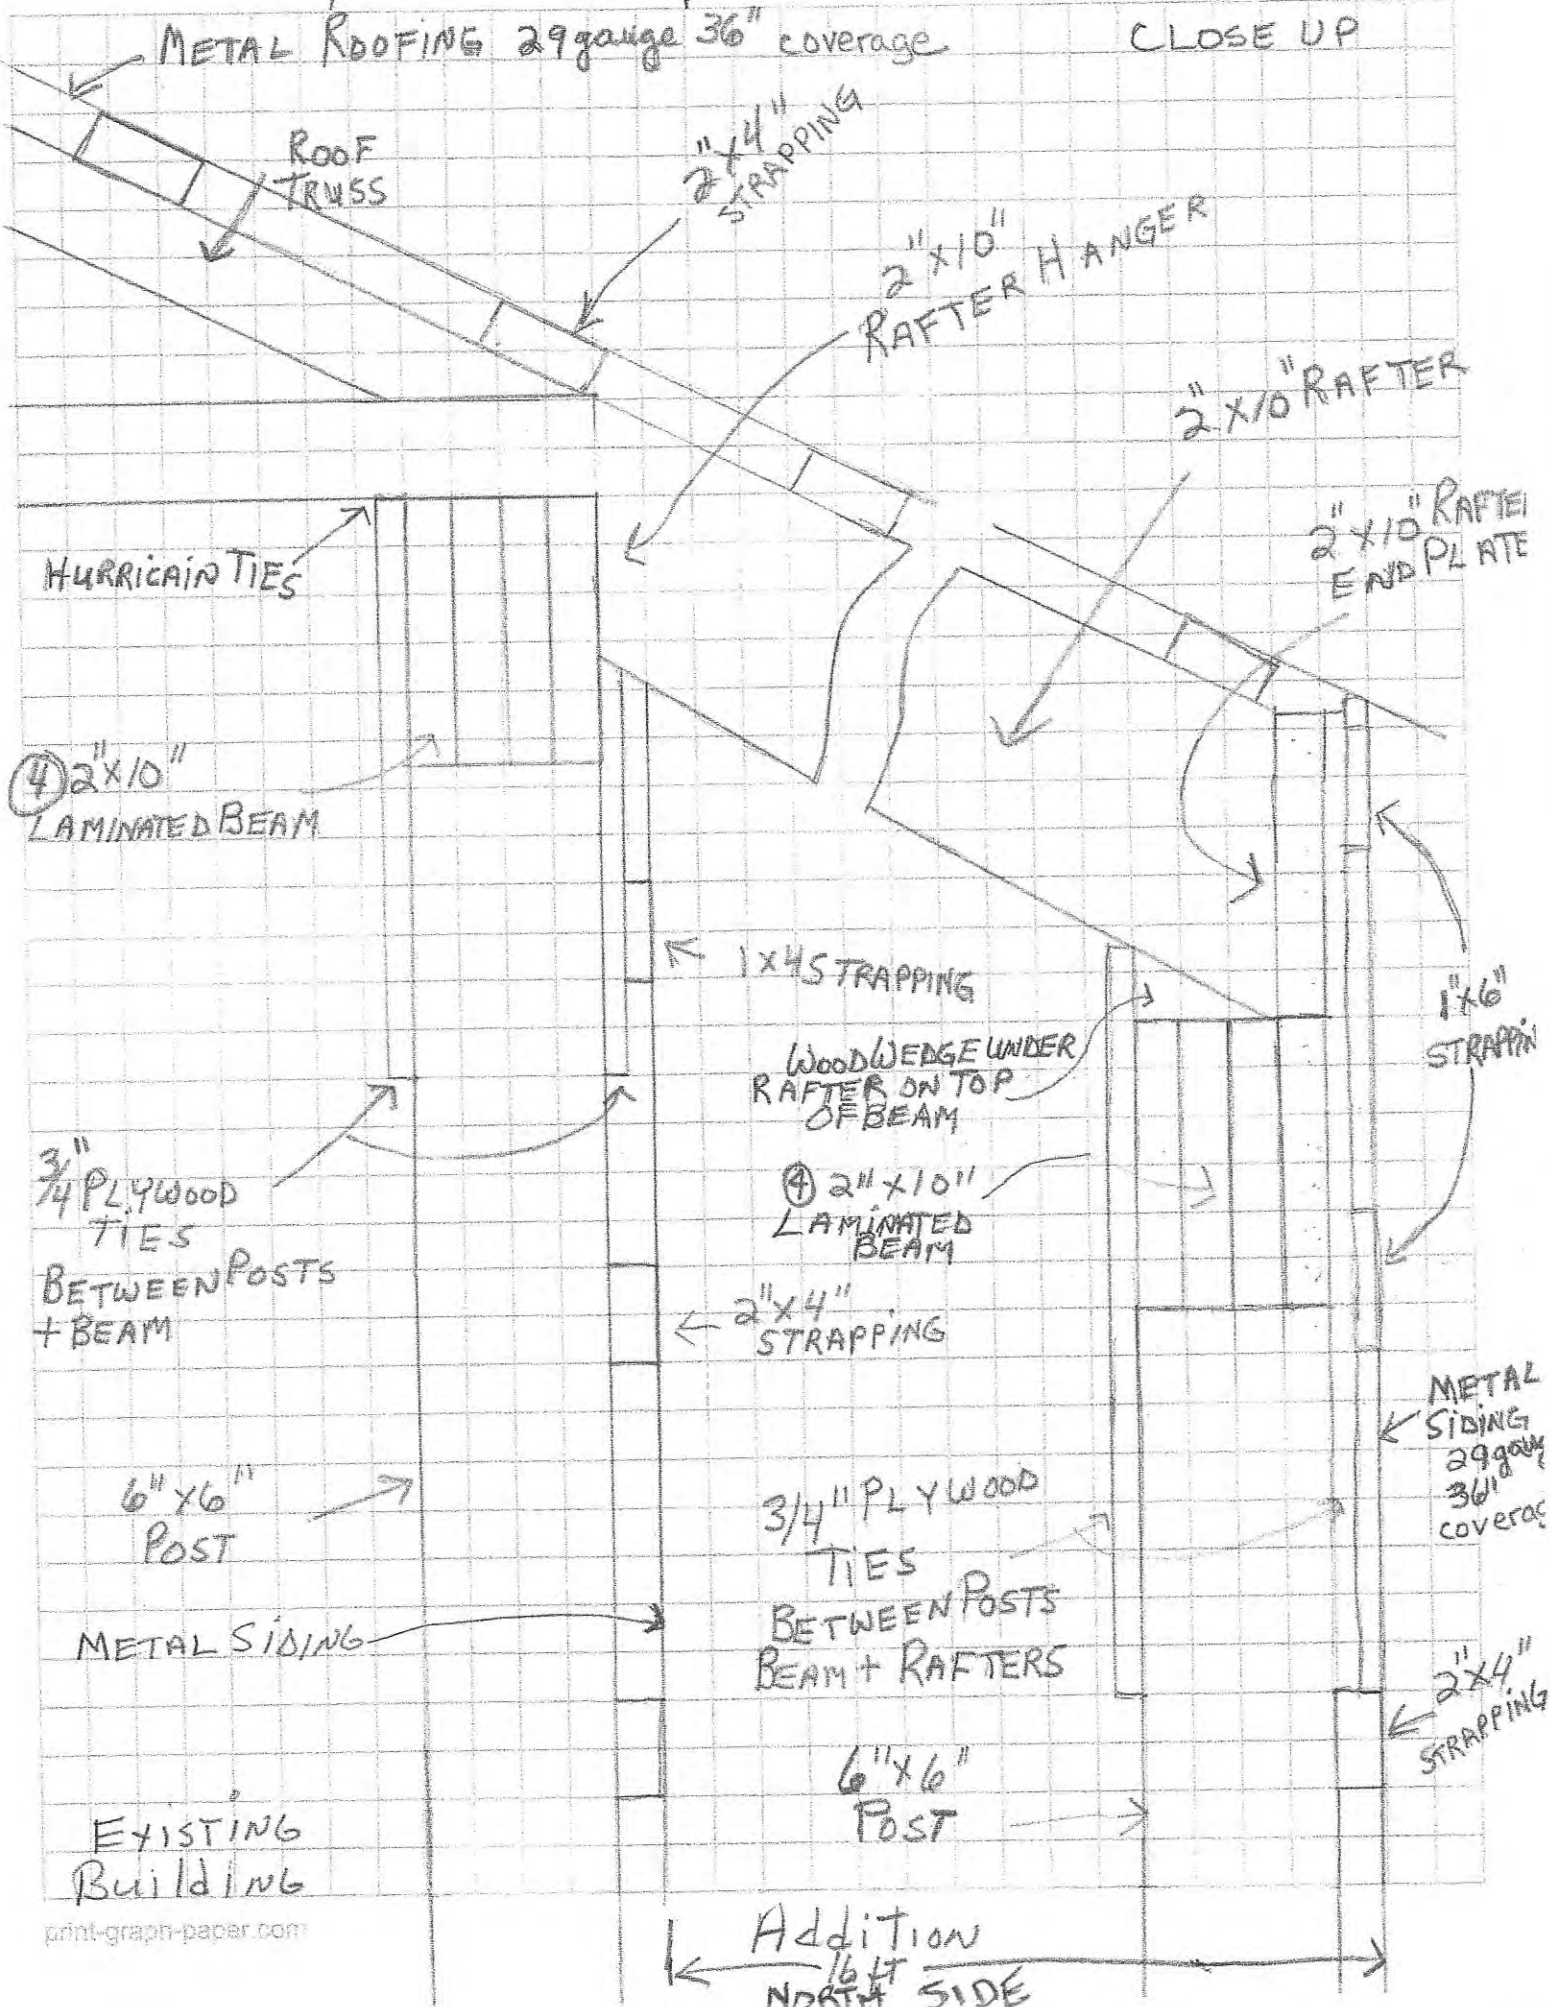 METAL ROOFING 29gauge 36" coverage
CLOSE UP
ROOF
TRUSS
2"x4"
STRAPPING
2"x10"
RAFTER HANGER
2"x10" RAFTER
2"x10" RAFTE
END PLATE
HURRICAIN TIES
④ 2"x10"
LAMINATED BEAM
1x4 STRAPPING
1"x6"
STRAPPIN
WOOD WEDGE UNDER
RAFTER ON TOP
OF BEAM
3/4" PLYWOOD
TIES
BETWEEN POSTS
+ BEAM
④ 2"x10"
LAMINATED
BEAM
2"x4"
STRAPPING
METAL
SIDING
29gaug
36"
coverag
6"x6"
POST
3/4" PLYWOOD
TIES
BETWEEN POSTS
BEAM + RAFTERS
METAL SIDING
2"x4"
STRAPPING
6"x6"
POST
EXISTING
Building
print-graph-paper.com
Addition
16 ft
NORTH SIDE